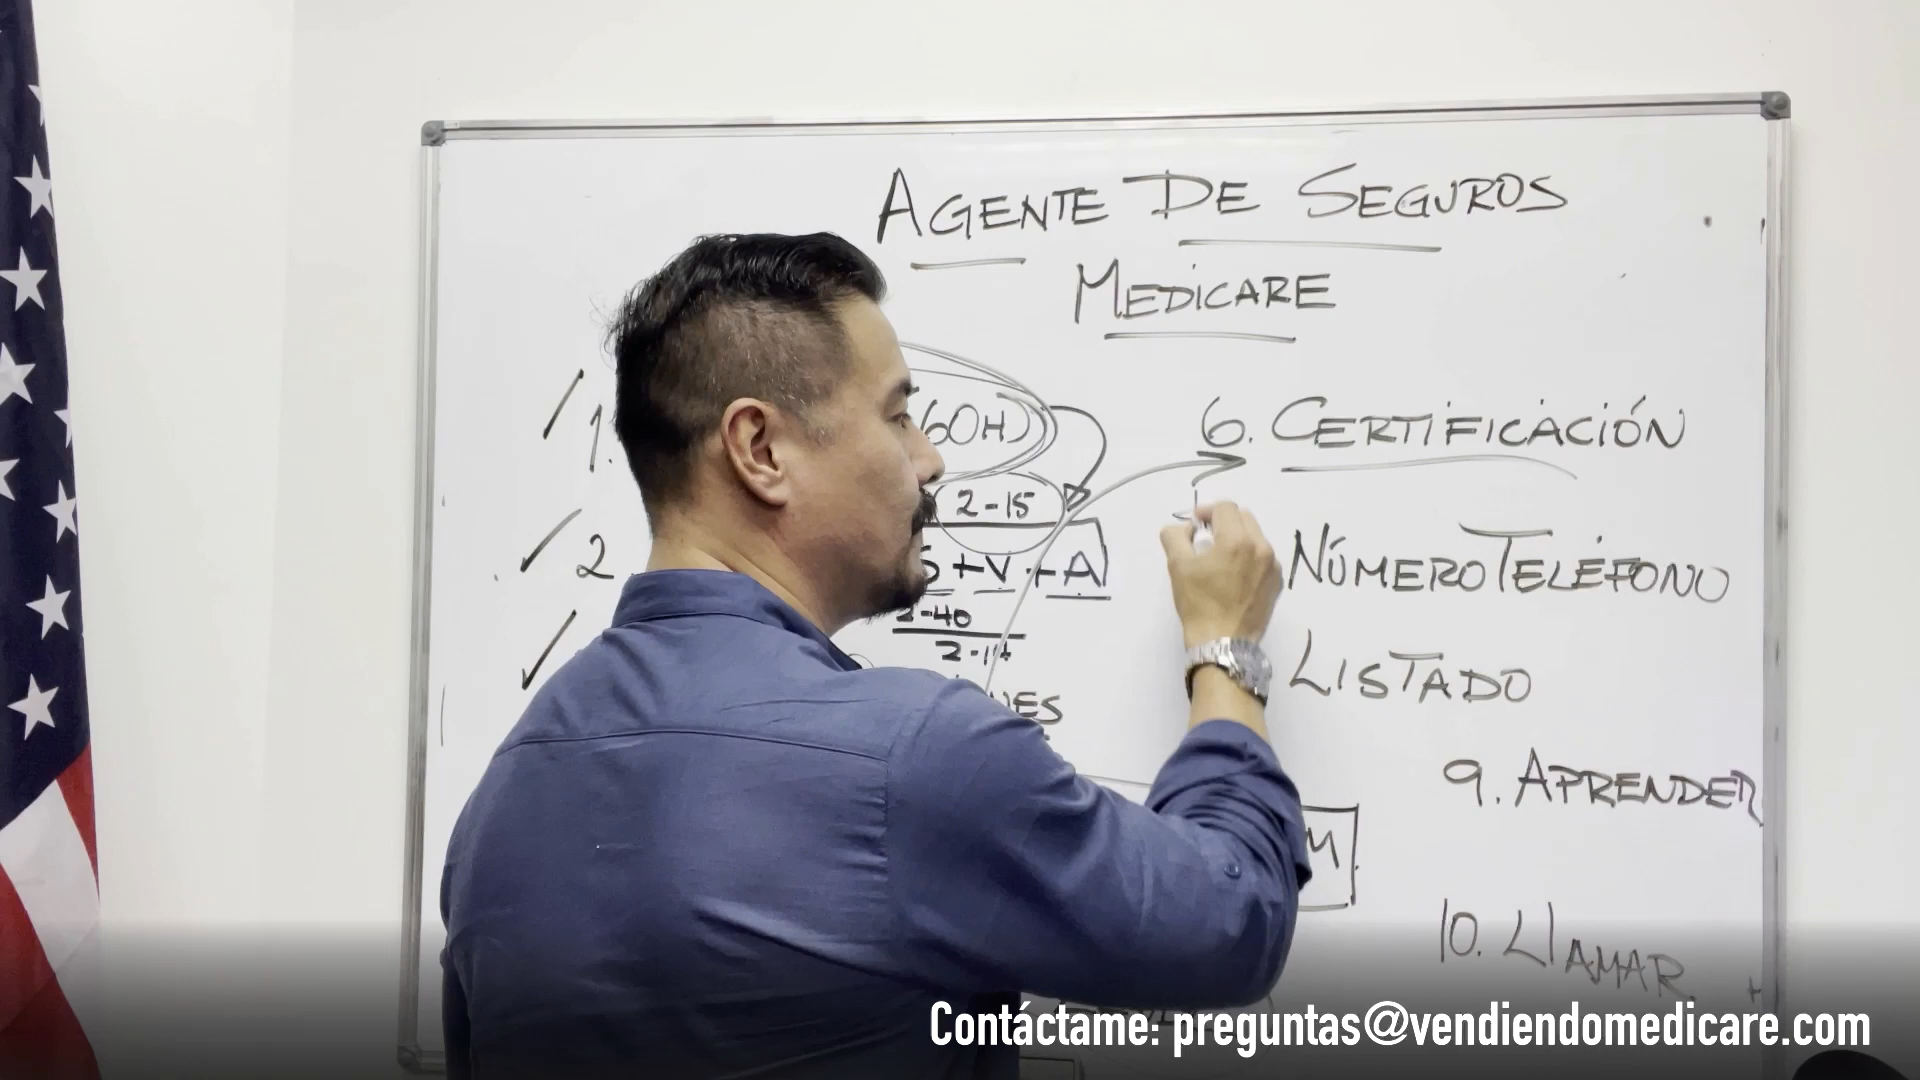 AGENTE DE SEGUROS
MEDICARE
1.
60H)
2-15
2
S+V+A
2-40
2-14
6. CERTIFICACIÓN
NÚMERO TELÉFONO
LISTADO
9. APRENDER
10. LlAMAR
Contáctame: preguntas@vendiendomedicare.com